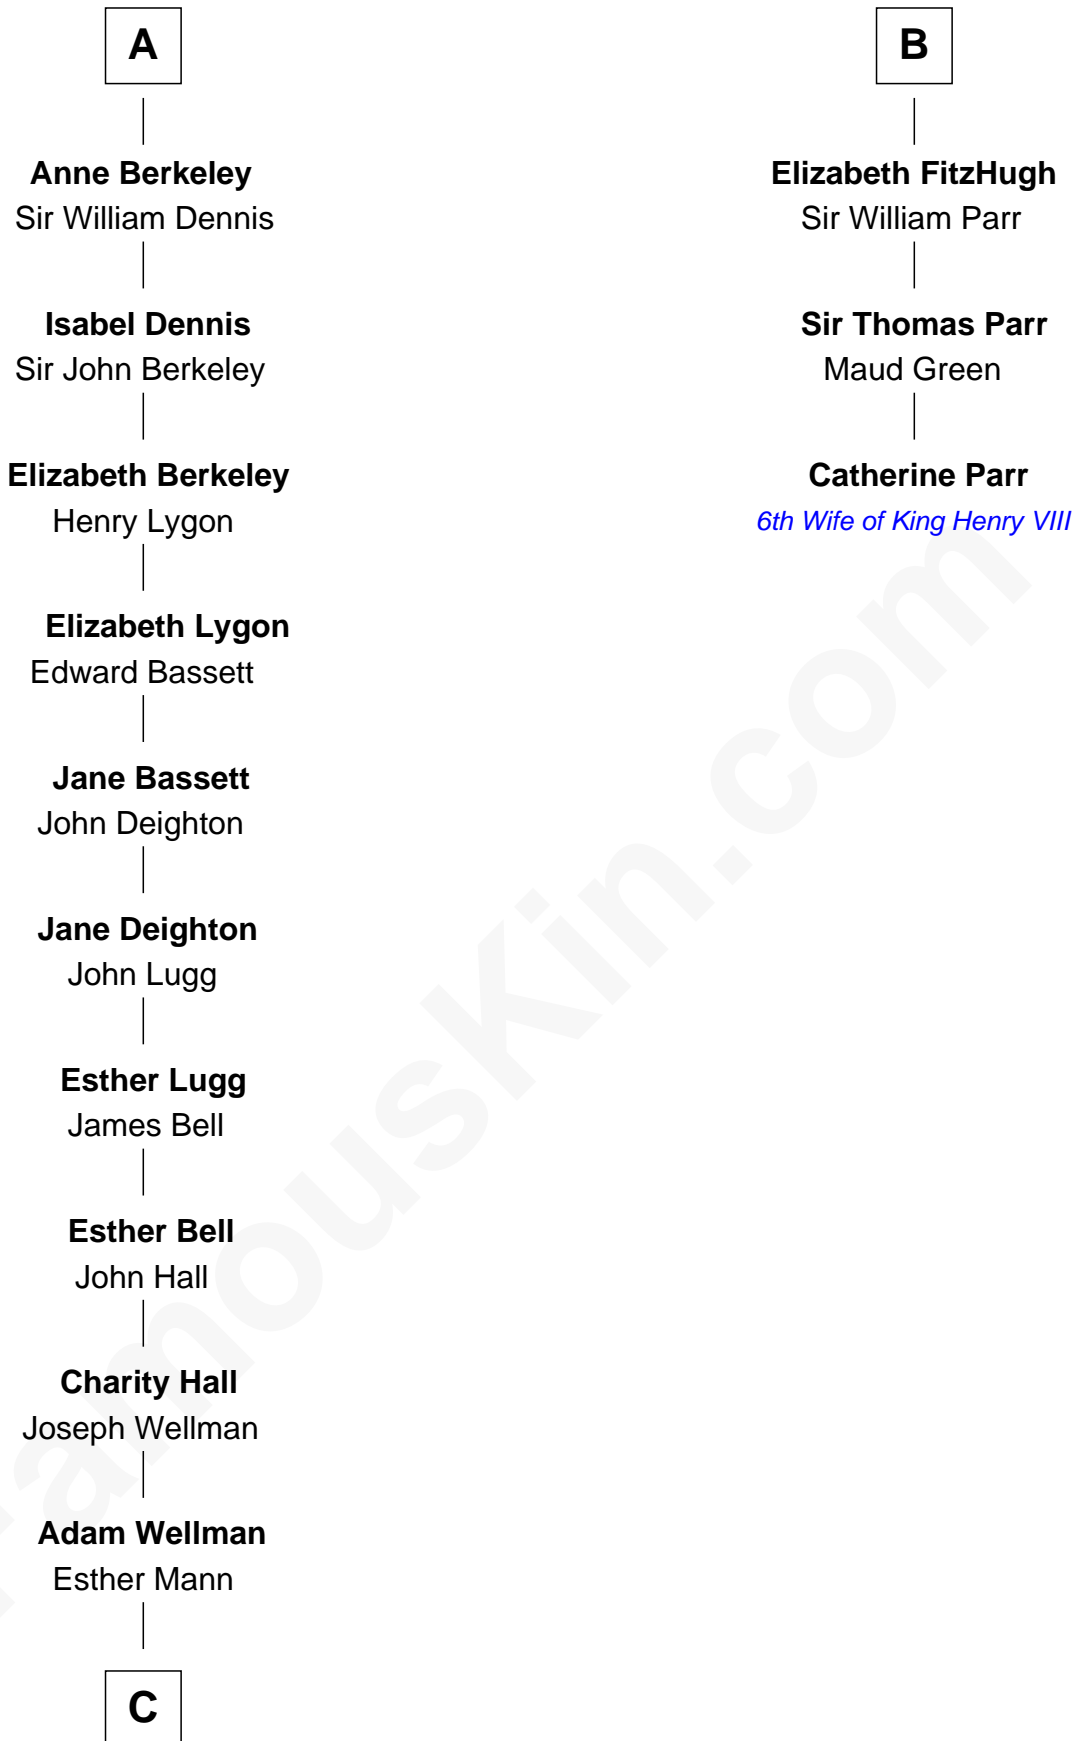 A
Anne Berkeley
Sir William Dennis
Isabel Dennis
Sir John Berkeley
Elizabeth Berkeley
Henry Lygon
Elizabeth Lygon
Edward Bassett
Jane Bassett
John Deighton
Jane Deighton
John Lugg
Esther Lugg
James Bell
Esther Bell
John Hall
Charity Hall
Joseph Wellman
Adam Wellman
Esther Mann
C
B
Elizabeth FitzHugh
Sir William Parr
Sir Thomas Parr
Maud Green
Catherine Parr
6th Wife of King Henry VIII
FamousKin.com